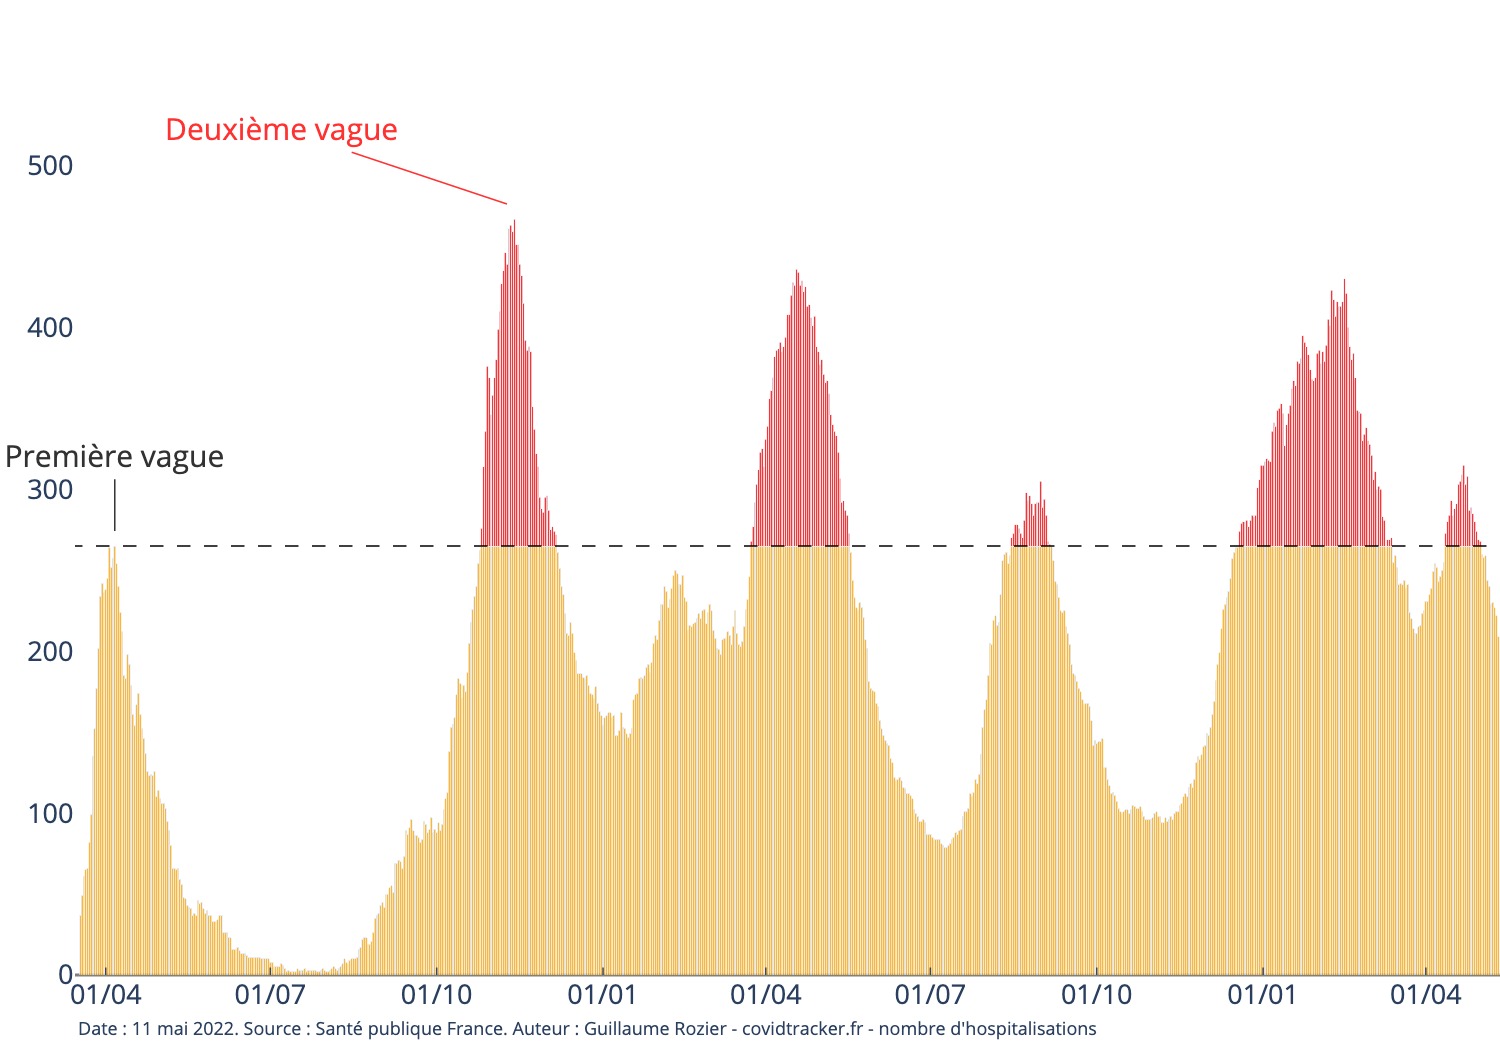 Deuxième vague
500
400
Première vague
300
200
100
0
01/04 01/07 01/10 01/01 01/04 01/07 01/10 01/01 01/04
Date : 11 mai 2022. Source : Santé publique France. Auteur : Guillaume Rozier - covidtracker.fr - nombre d'hospitalisations